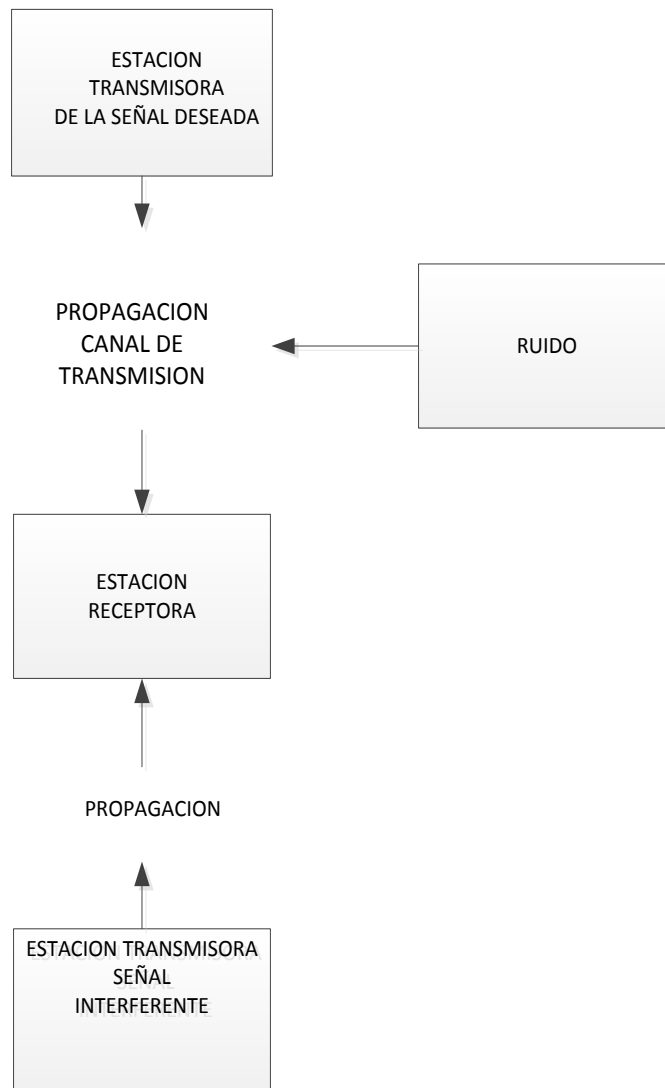 ESTACION
TRANSMISORA
DE LA SEÑAL DESEADA
PROPAGACION
CANAL DE
TRANSMISION
RUIDO
ESTACION
RECEPTORA
PROPAGACION
ESTACION TRANSMISORA
SEÑAL
INTERFERENTE